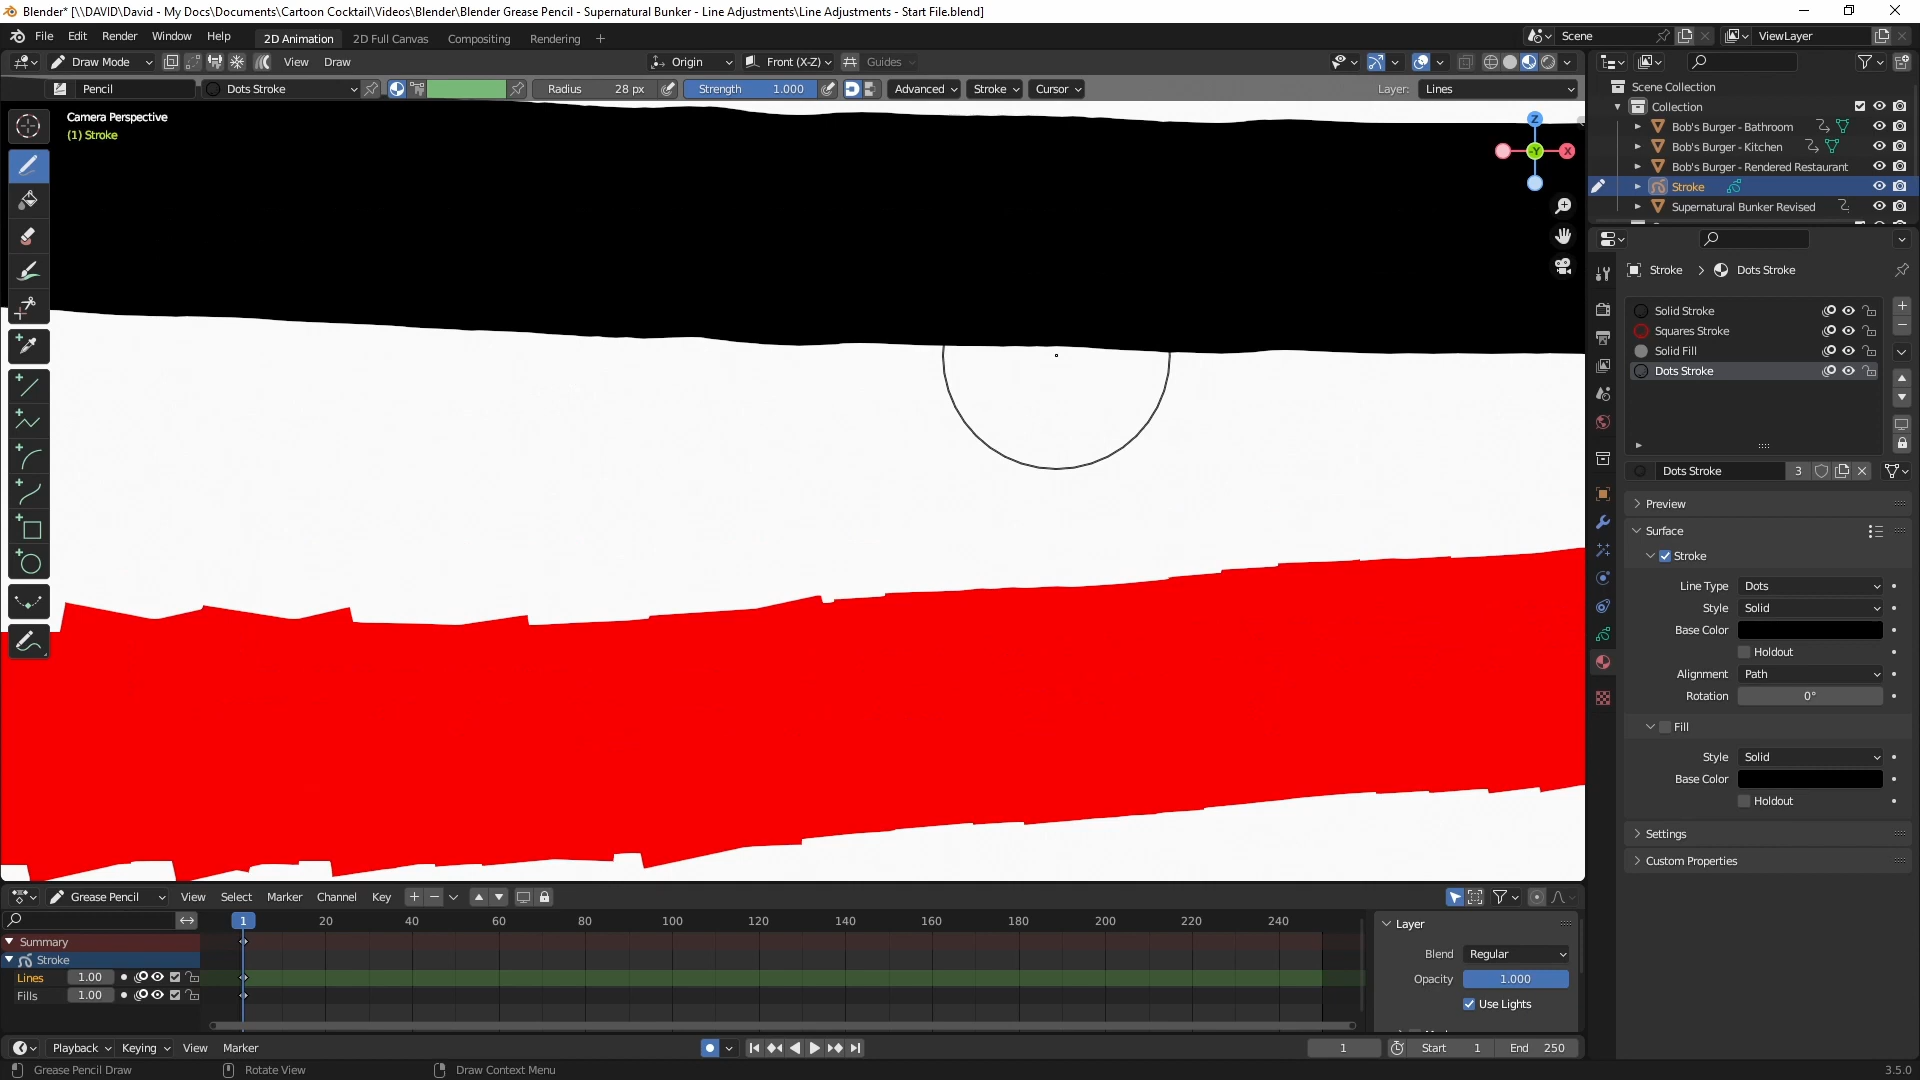 Blender* [\\DAVID\David - My Docs\Documents\Cartoon Cocktail\Videos\Blender\Blender Grease Pencil - Supernatural Bunker - Line Adjustments\Line Adjustments - Start File.blend]
File Edit Render Window Help 2D Animation 2D Full Canvas Compositing Rendering + Scene ViewLayer
Draw Mode View Draw Origin Front (X-Z) Guides
Pencil Dots Stroke Radius 28 px Strength 1.000 Advanced Stroke Cursor Layer: Lines
Camera Perspective
(1) Stroke
Z
-Y X
Scene Collection
Collection
Bob's Burger - Bathroom
Bob's Burger - Kitchen
Bob's Burger - Rendered Restaurant
Stroke
Supernatural Bunker Revised
Stroke > Dots Stroke
Solid Stroke
Squares Stroke
Solid Fill
Dots Stroke
Dots Stroke 3
Preview
Surface
Stroke
Line Type Dots
Style Solid
Base Color
Holdout
Alignment Path
Rotation 0°
Fill
Style Solid
Base Color
Holdout
Settings
Custom Properties
Grease Pencil View Select Marker Channel Key
1 20 40 60 80 100 120 140 160 180 200 220 240
Summary
Stroke
Lines 1.00
Fills 1.00
Layer
Blend Regular
Opacity 1.000
Use Lights
Playback Keying View Marker 1 Start 1 End 250
Grease Pencil Draw Rotate View Draw Context Menu 3.5.0